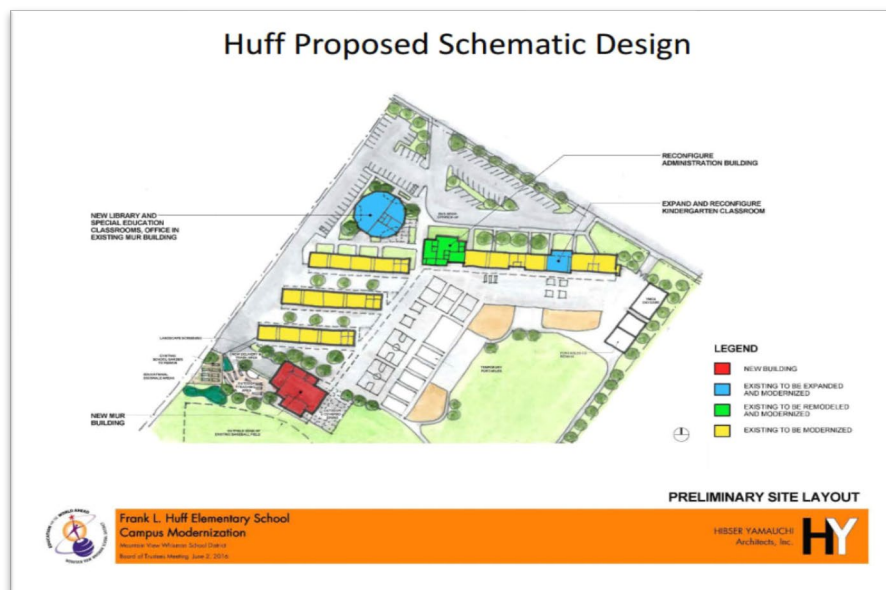 Huff Proposed Schematic Design
RECONFIGURE
ADMINISTRATION BUILDING
EXPAND AND RECONFIGURE
KINDERGARTEN CLASSROOM
NEW LIBRARY AND
SPECIAL EDUCATION
CLASSROOMS, OFFICE IN
EXISTING MUR BUILDING
NEW MUR
BUILDING
LEGEND
NEW BUILDING
EXISTING TO BE EXPANDED
AND MODERNIZED
EXISTING TO BE REMODELED
AND MODERNIZED
EXISTING TO BE MODERNIZED
PRELIMINARY SITE LAYOUT
Frank L. Huff Elementary School
Campus Modernization
Mountain View Whisman School District
Board of Trustees Meeting June 2, 2016
HIBSER YAMAUCHI
Architects, Inc.
HY